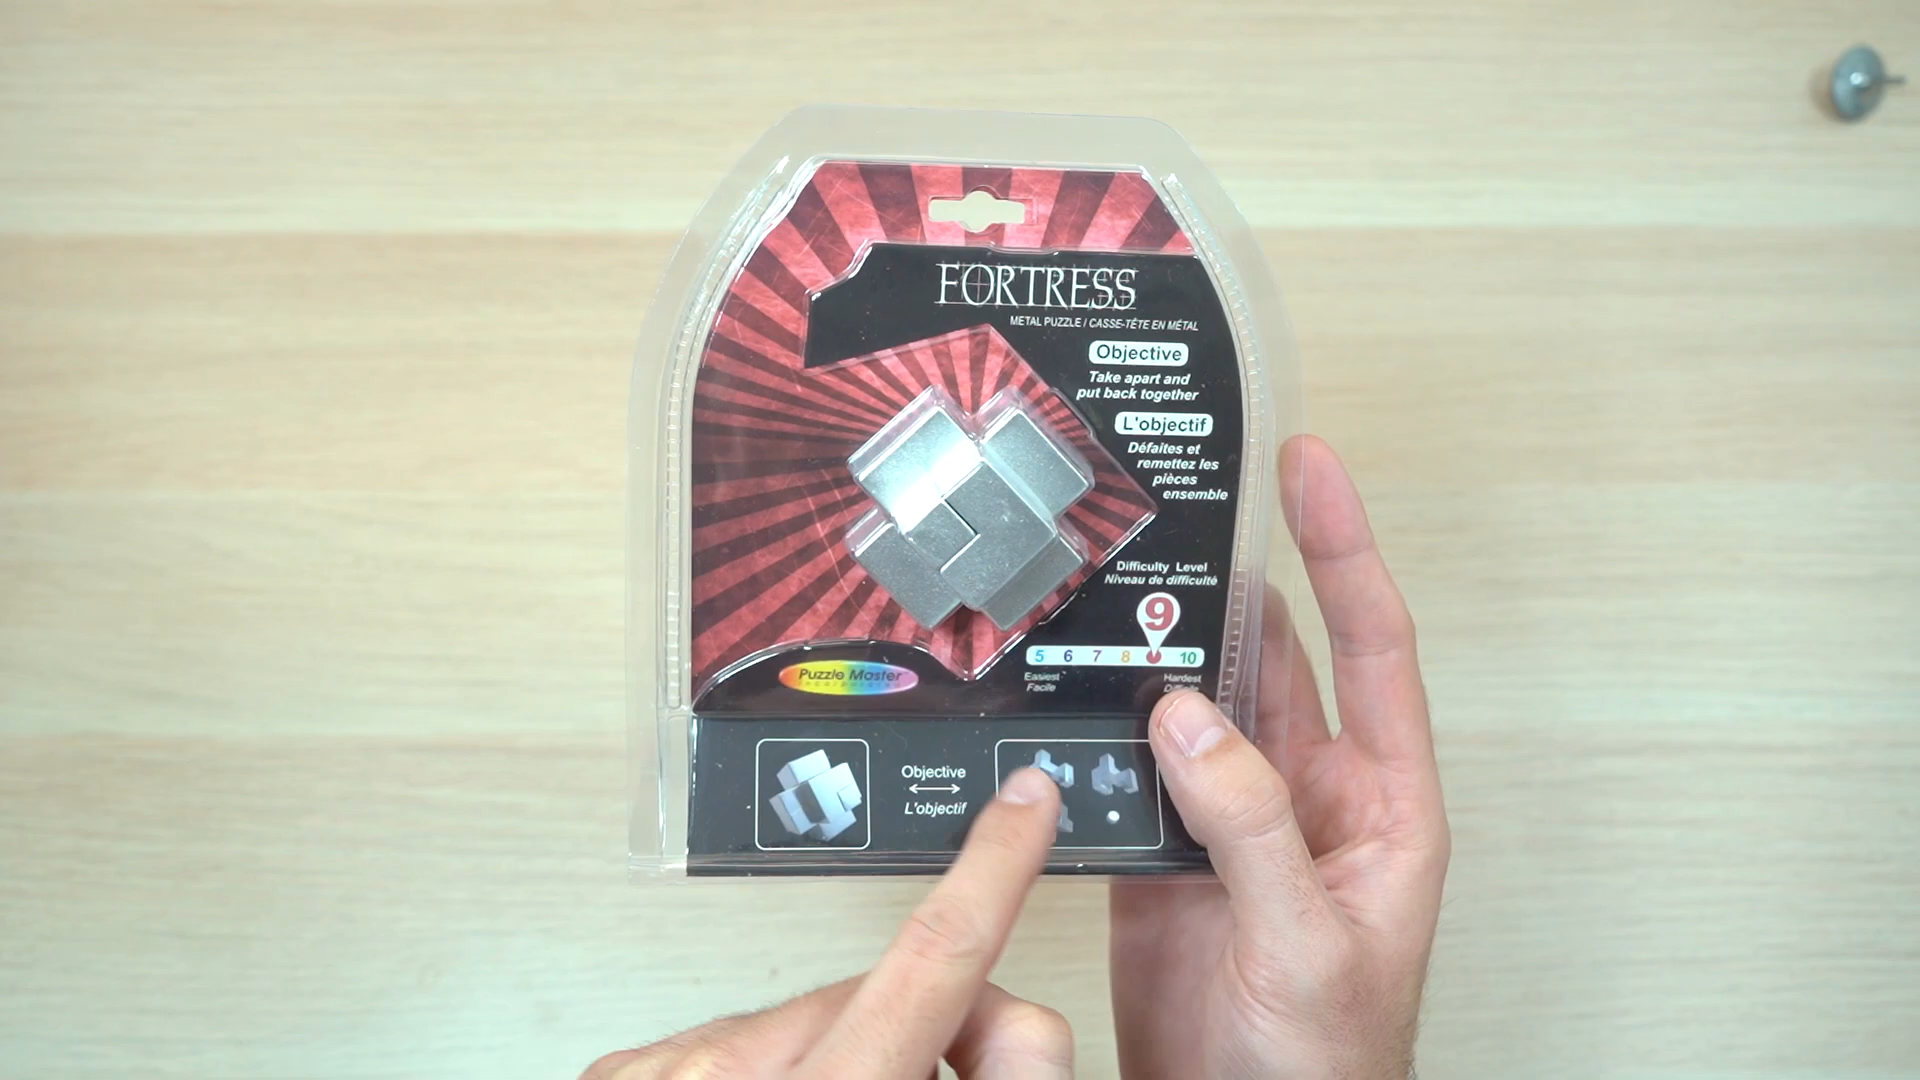 FORTRESS
METAL PUZZLE / CASSE-TÊTE EN MÉTAL
Objective
Take apart and
put back together
L'objectif
Défaites et
remettez les
pièces
ensemble
Difficulty Level
Niveau de difficulté
9
5 6 7 8 10
Easiest Hardest
Facile Difficile
Puzzle Master
incorporated
Objective
L'objectif